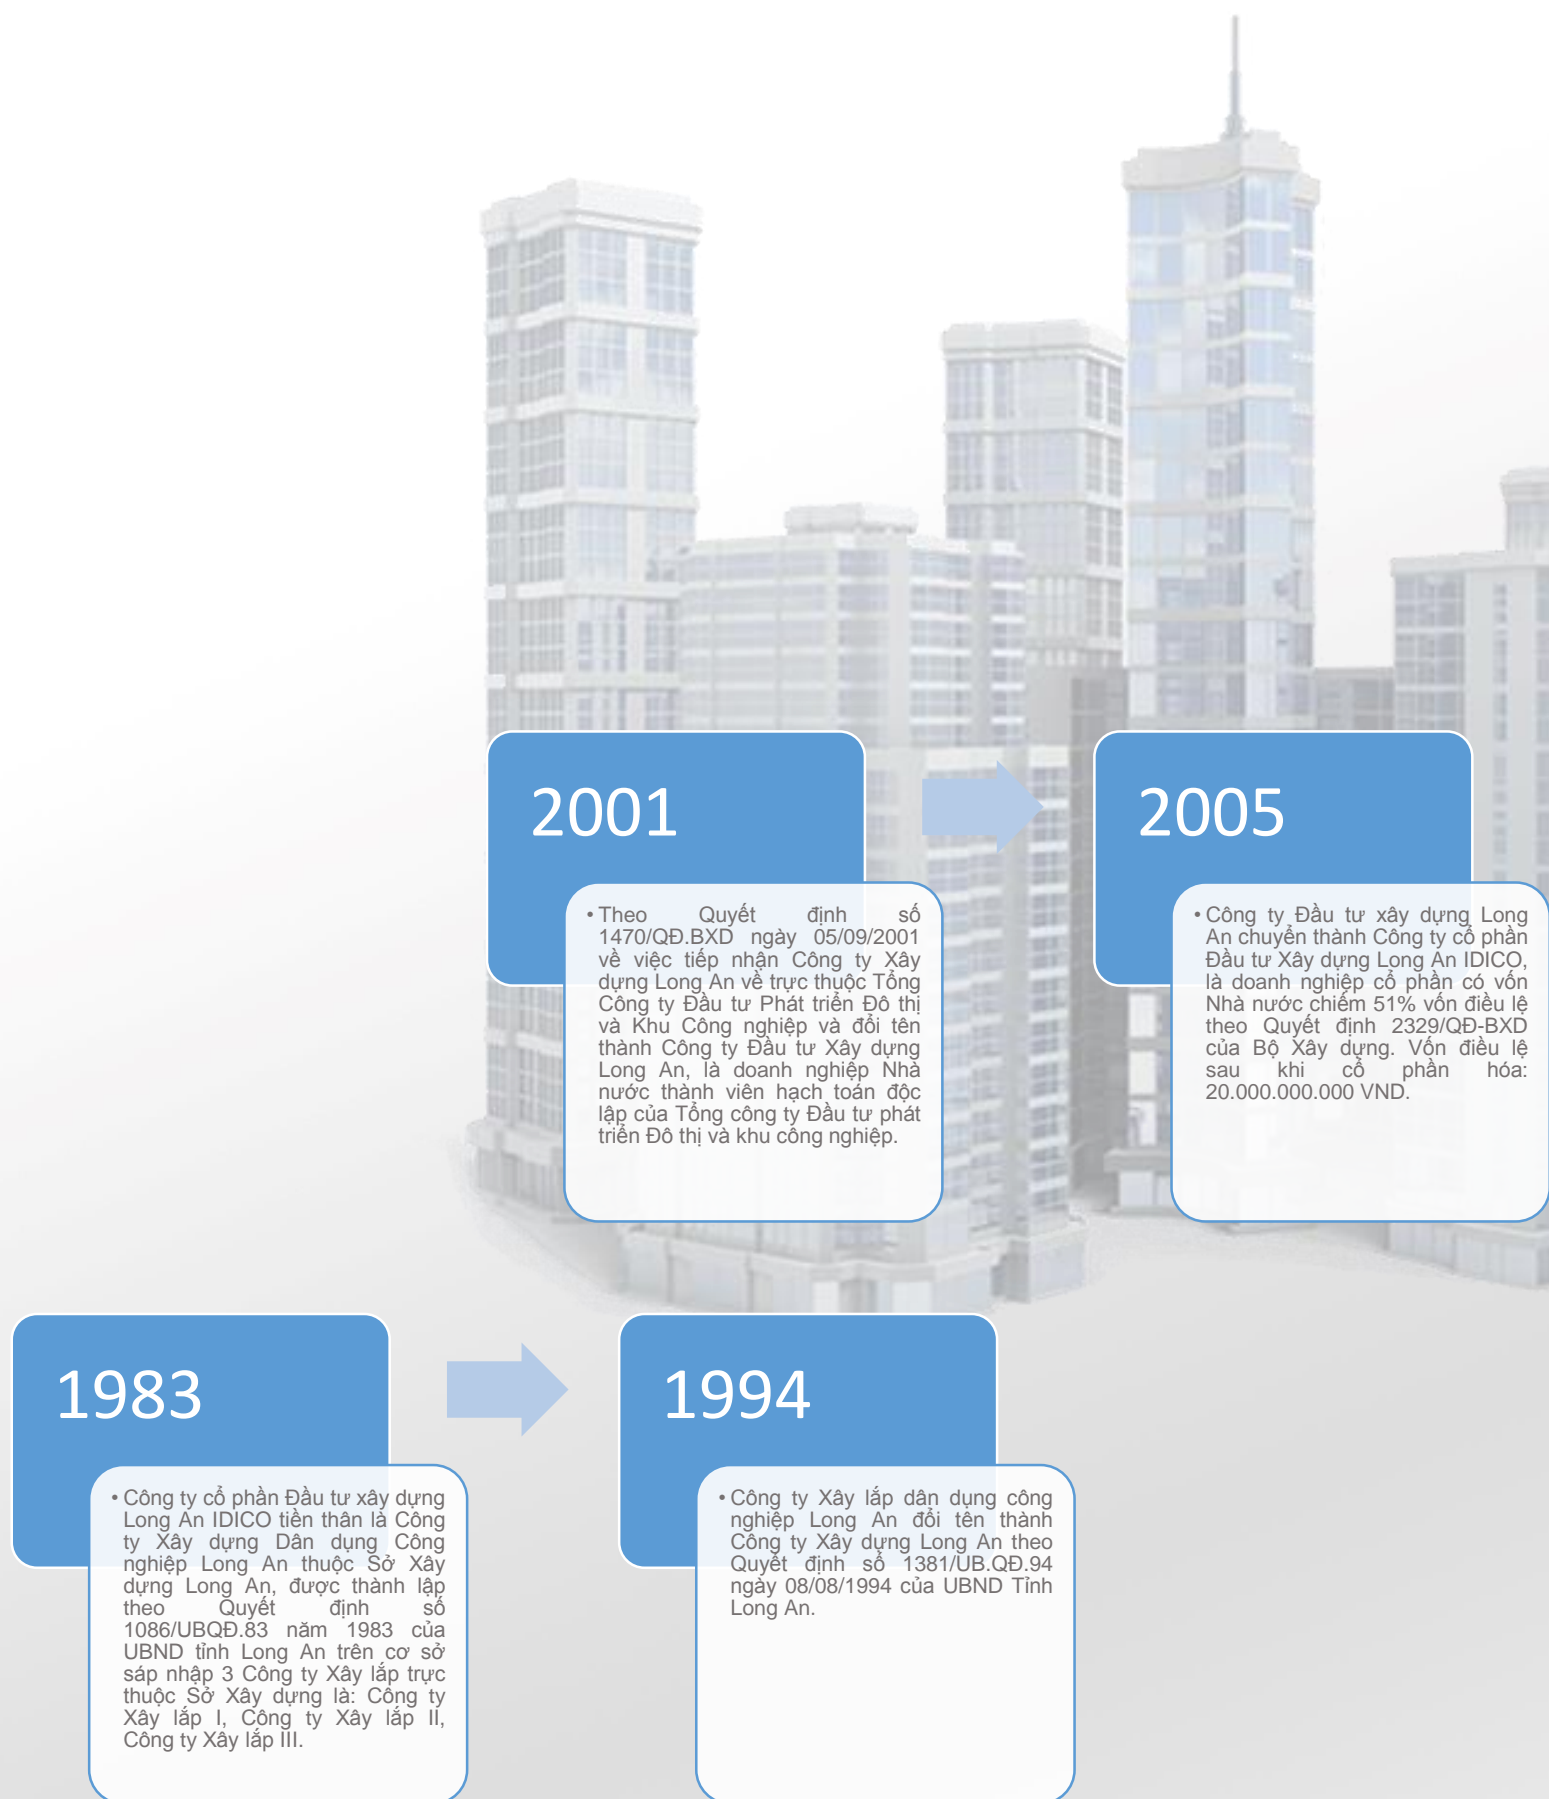 2001
• Theo Quyết định số
1470/QĐ.BXD ngày 05/09/2001
về việc tiếp nhận Công ty Xây
dựng Long An về trực thuộc Tổng
Công ty Đầu tư Phát triển Đô thị
và Khu Công nghiệp và đổi tên
thành Công ty Đầu tư Xây dựng
Long An, là doanh nghiệp Nhà
nước thành viên hạch toán độc
lập của Tổng công ty Đầu tư phát
triển Đô thị và khu công nghiệp.
2005
• Công ty Đầu tư xây dựng Long
An chuyển thành Công ty cổ phần
Đầu tư Xây dựng Long An IDICO,
là doanh nghiệp cổ phần có vốn
Nhà nước chiếm 51% vốn điều lệ
theo Quyết định 2329/QĐ-BXD
của Bộ Xây dựng. Vốn điều lệ
sau khi cổ phần hóa:
20.000.000.000 VND.
1983
• Công ty cổ phần Đầu tư xây dựng
Long An IDICO tiền thân là Công
ty Xây dựng Dân dụng Công
nghiệp Long An thuộc Sở Xây
dựng Long An, được thành lập
theo Quyết định số
1086/UBQĐ.83 năm 1983 của
UBND tỉnh Long An trên cơ sở
sáp nhập 3 Công ty Xây lắp trực
thuộc Sở Xây dựng là: Công ty
Xây lắp I, Công ty Xây lắp II,
Công ty Xây lắp III.
1994
• Công ty Xây lắp dân dụng công
nghiệp Long An đổi tên thành
Công ty Xây dựng Long An theo
Quyết định số 1381/UB.QĐ.94
ngày 08/08/1994 của UBND Tỉnh
Long An.